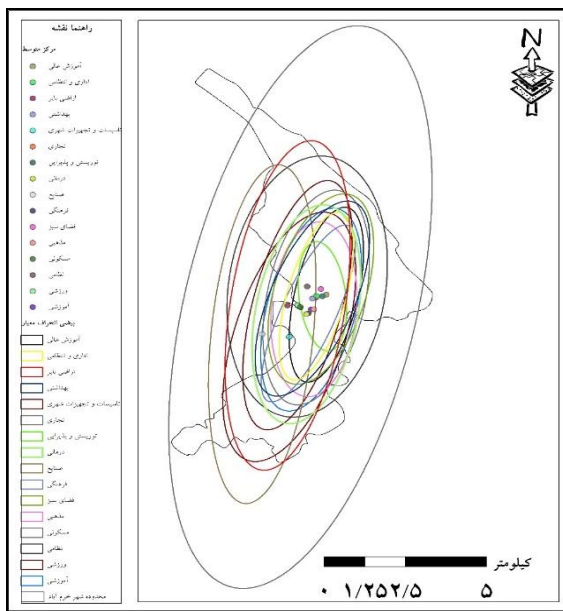 راهنما نقشه
مرکز متوسط
آموزش عالی
اداری و انتظامی
اراضی بایر
بهداشتی
تاسیسات و تجهیزات شهری
تجاری
توریستی و پذیرایی
درمانی
صنایع
فرهنگی
فضای سبز
مذهبی
مسکونی
نظامی
ورزشی
آموزشی
بیضی انحراف معیار
آموزش عالی
اداری و انتظامی
اراضی بایر
بهداشتی
تاسیسات و تجهیزات شهری
تجاری
توریستی و پذیرایی
درمانی
صنایع
فرهنگی
فضای سبز
مذهبی
مسکونی
نظامی
ورزشی
آموزشی
محدوده شهر خرم آباد
N
کیلومتر
۰ ۱/۲۵۲/۵ ۵